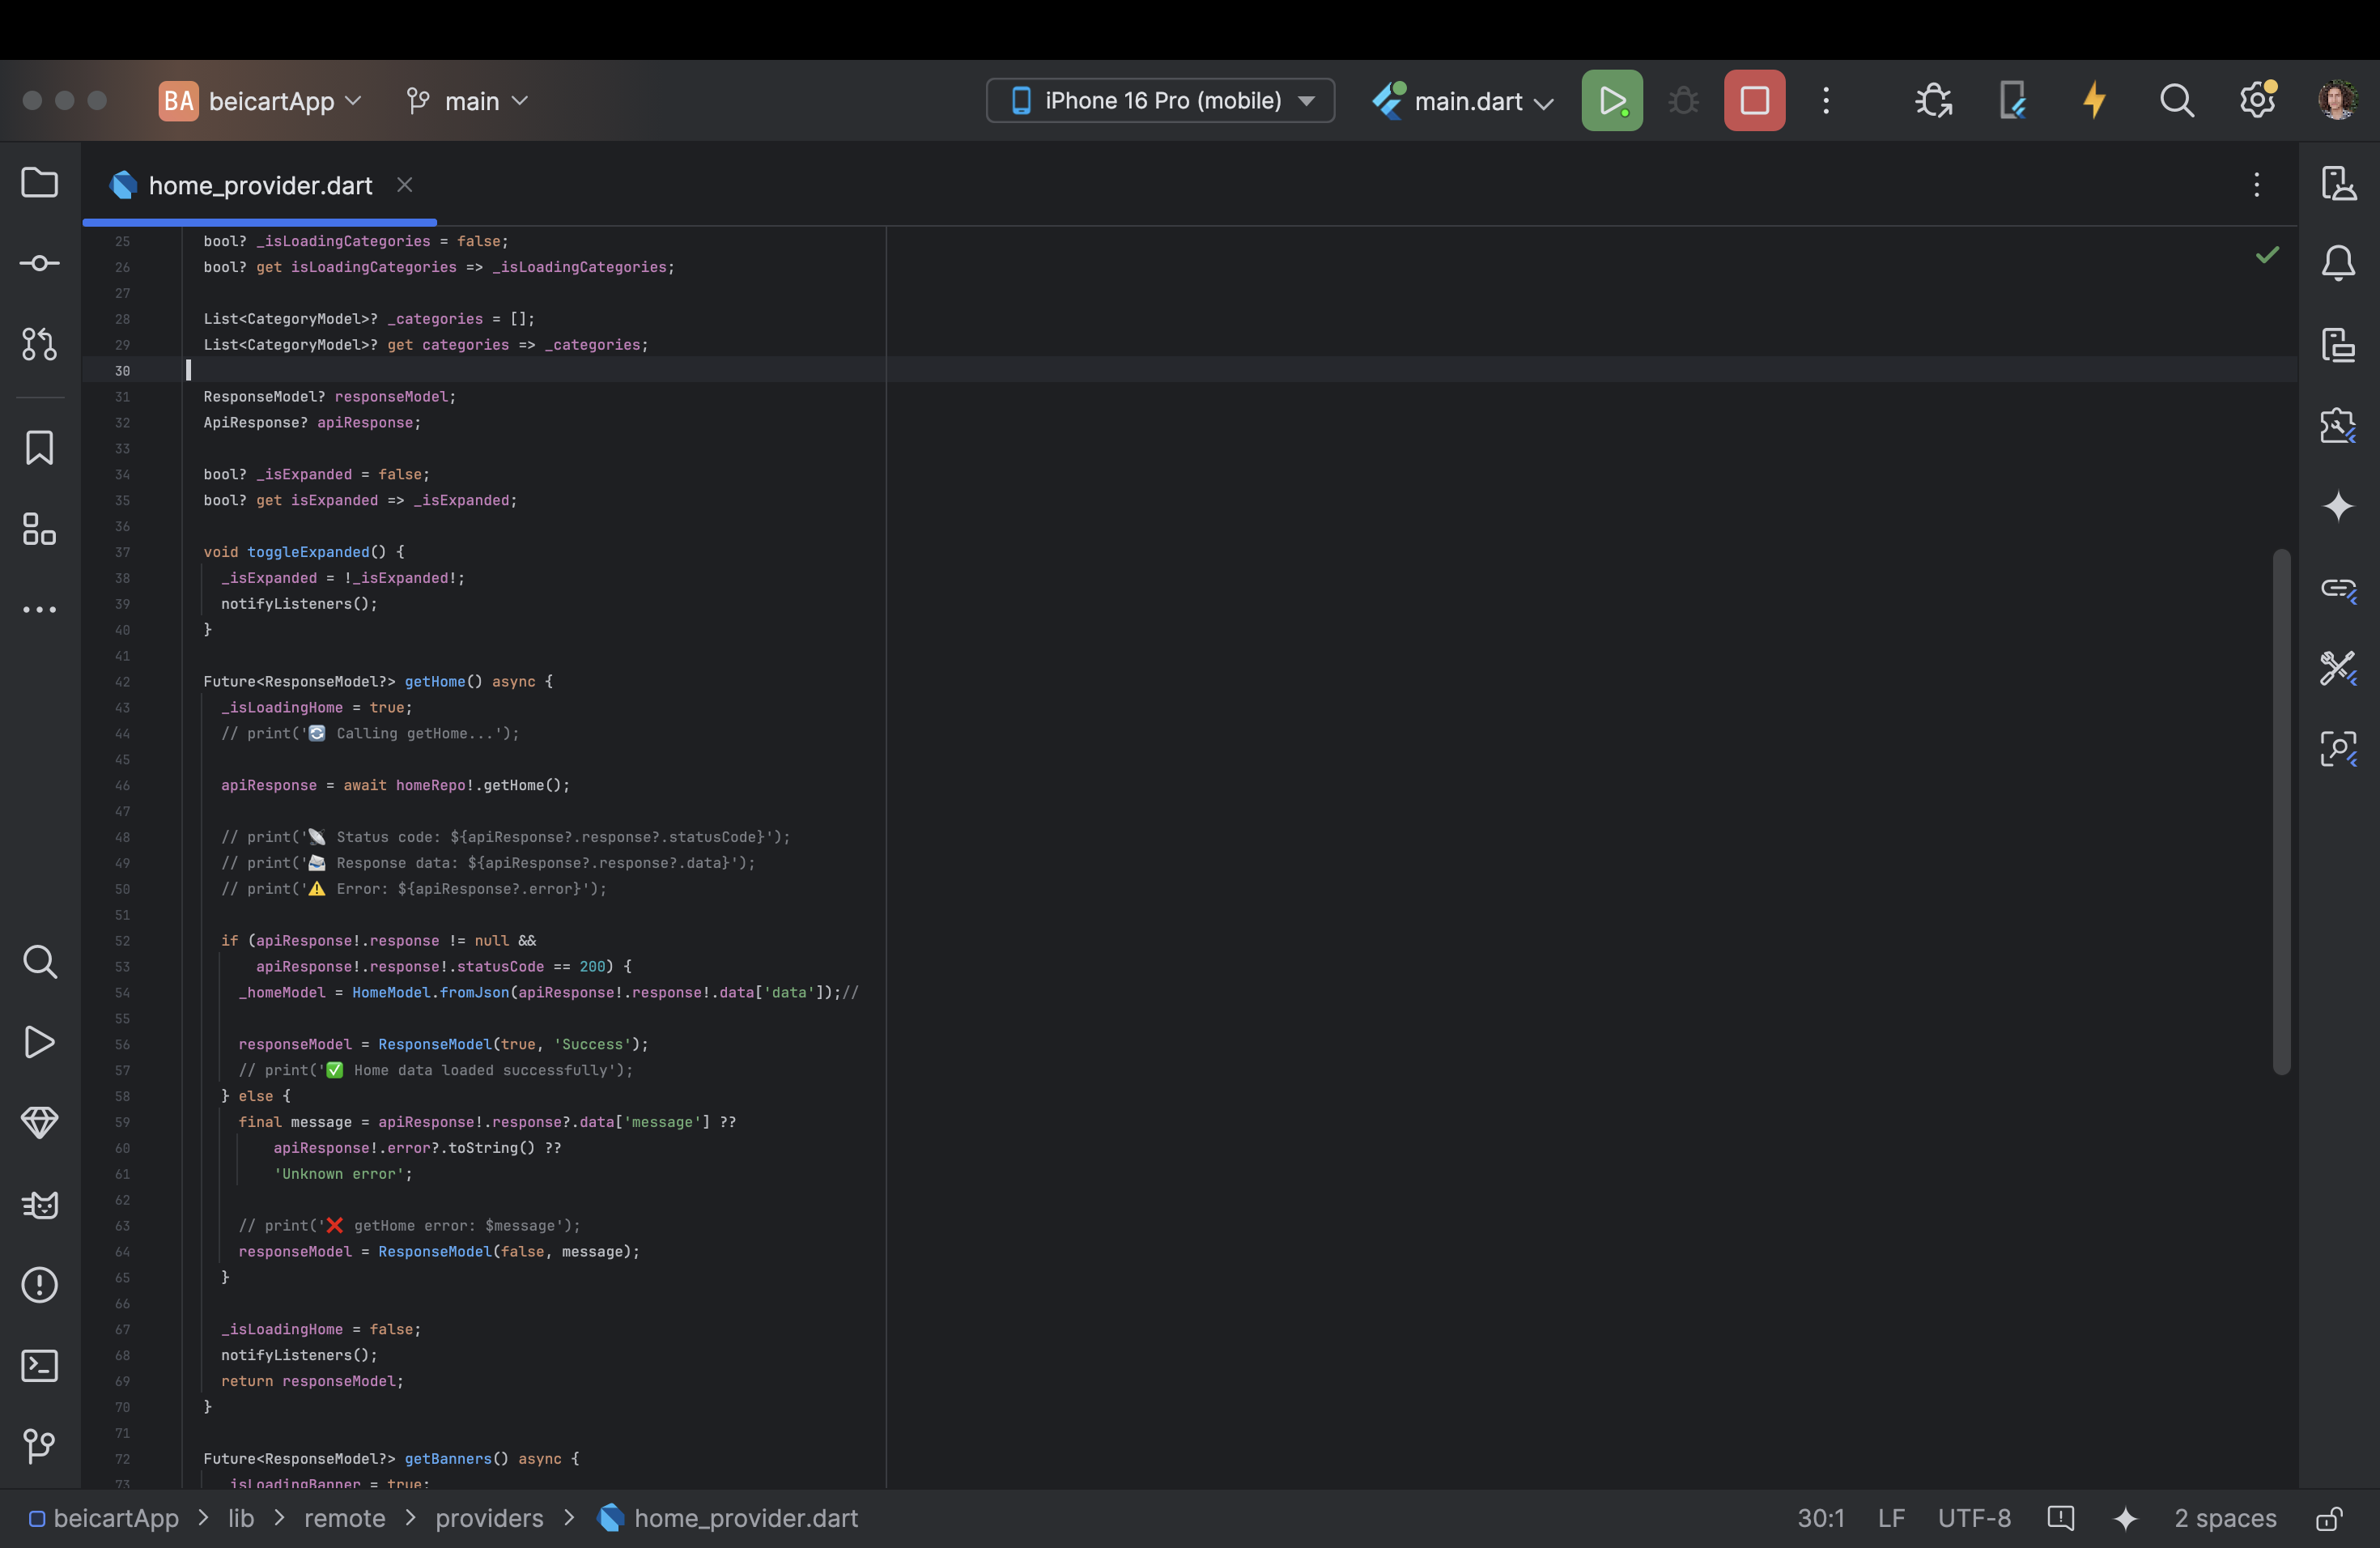 BA beicartApp main iPhone 16 Pro (mobile) main.dart
home_provider.dart
25 bool? _isLoadingCategories = false;
26 bool? get isLoadingCategories => _isLoadingCategories;
27
28 List<CategoryModel>? _categories = [];
29 List<CategoryModel>? get categories => _categories;
30
31 ResponseModel? responseModel;
32 ApiResponse? apiResponse;
33
34 bool? _isExpanded = false;
35 bool? get isExpanded => _isExpanded;
36
37 void toggleExpanded() {
38 _isExpanded = !_isExpanded!;
39 notifyListeners();
40 }
41
42 Future<ResponseModel?> getHome() async {
43 _isLoadingHome = true;
44 // print('🔄 Calling getHome...');
45
46 apiResponse = await homeRepo!.getHome();
47
48 // print('📡 Status code: ${apiResponse?.response?.statusCode}');
49 // print('📨 Response data: ${apiResponse?.response?.data}');
50 // print('⚠️ Error: ${apiResponse?.error}');
51
52 if (apiResponse!.response != null &&
53 apiResponse!.response!.statusCode == 200) {
54 _homeModel = HomeModel.fromJson(apiResponse!.response!.data['data']);//
55
56 responseModel = ResponseModel(true, 'Success');
57 // print('✅ Home data loaded successfully');
58 } else {
59 final message = apiResponse!.response?.data['message'] ??
60 apiResponse!.error?.toString() ??
61 'Unknown error';
62
63 // print('❌ getHome error: $message');
64 responseModel = ResponseModel(false, message);
65 }
66
67 _isLoadingHome = false;
68 notifyListeners();
69 return responseModel;
70 }
71
72 Future<ResponseModel?> getBanners() async {
73 _isLoadingBanner = true;
beicartApp > lib > remote > providers > home_provider.dart 30:1 LF UTF-8 2 spaces